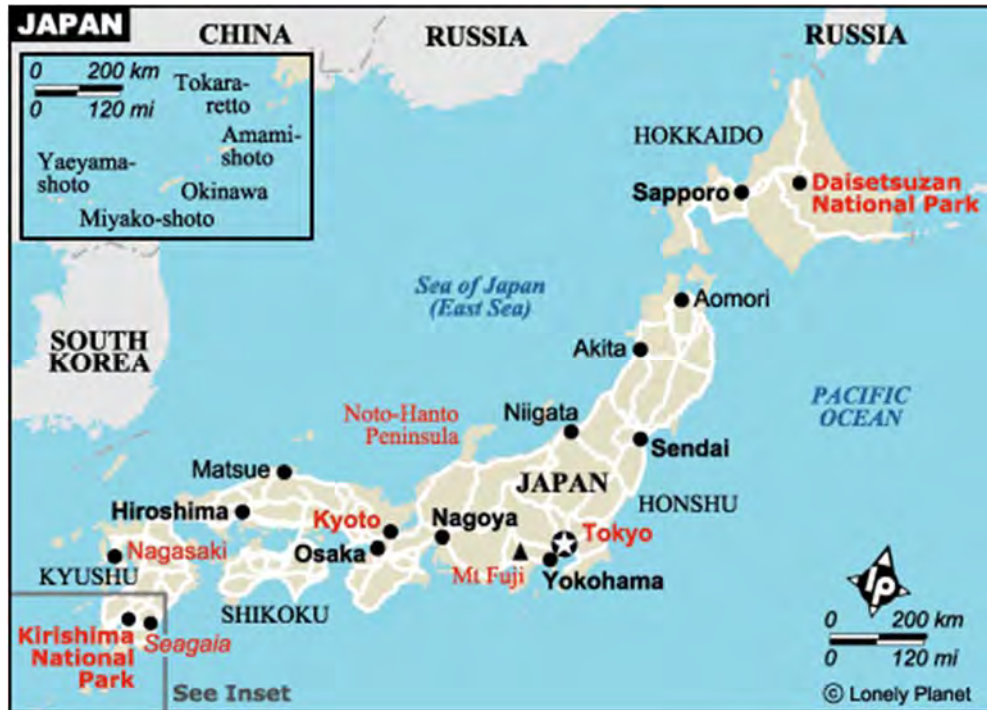 JAPAN
CHINA
RUSSIA
RUSSIA
0 200 km
0 120 mi
Tokara-
retto
Amami-
shoto
Yaeyama-
shoto
Okinawa
Miyako-shoto
HOKKAIDO
Sapporo
Daisetsuzan
National Park
Sea of Japan
(East Sea)
Aomori
SOUTH
KOREA
Akita
PACIFIC
OCEAN
Noto-Hanto
Peninsula
Niigata
Sendai
Matsue
JAPAN
HONSHU
Hiroshima
Kyoto
Nagoya
Tokyo
Nagasaki
Osaka
Mt Fuji
Yokohama
KYUSHU
SHIKOKU
lp
Kirishima
National
Park
Seagaia
See Inset
0 200 km
0 120 mi
© Lonely Planet